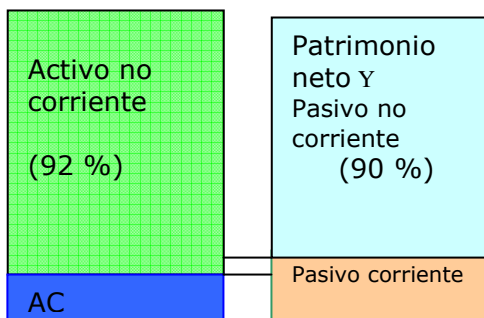 Activo no
corriente
(92 %)
AC
Patrimonio
neto Y
Pasivo no
corriente
(90 %)
Pasivo corriente